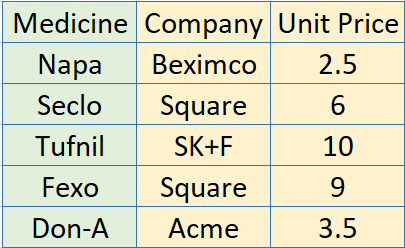 Medicine Company Unit Price
Napa Beximco 2.5
Seclo Square 6
Tufnil SK+F 10
Fexo Square 9
Don-A Acme 3.5